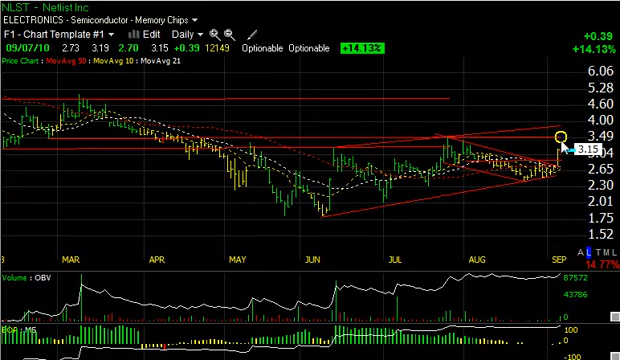 NLST - Netlist Inc
ELECTRONICS - Semiconductor - Memory Chips
F1 - Chart Template #1 Edit Daily
+0.39
+14.13%
09/07/10 2.73 3.19 2.70 3.15 +0.39 12149 Optionable Optionable +14.13%
Price Chart : MovAvg 50 : MovAvg 10 : MovAvg 21
6.06
5.28
4.60
4.00
3.49
3.15
3.04
2.65
2.30
2.01
1.75
1.52
A L T M L
MAR APR MAY JUN JUL AUG SEP
14.77%
Volume : OBV
87572
43786
0
BOP : MS
100
0
-100